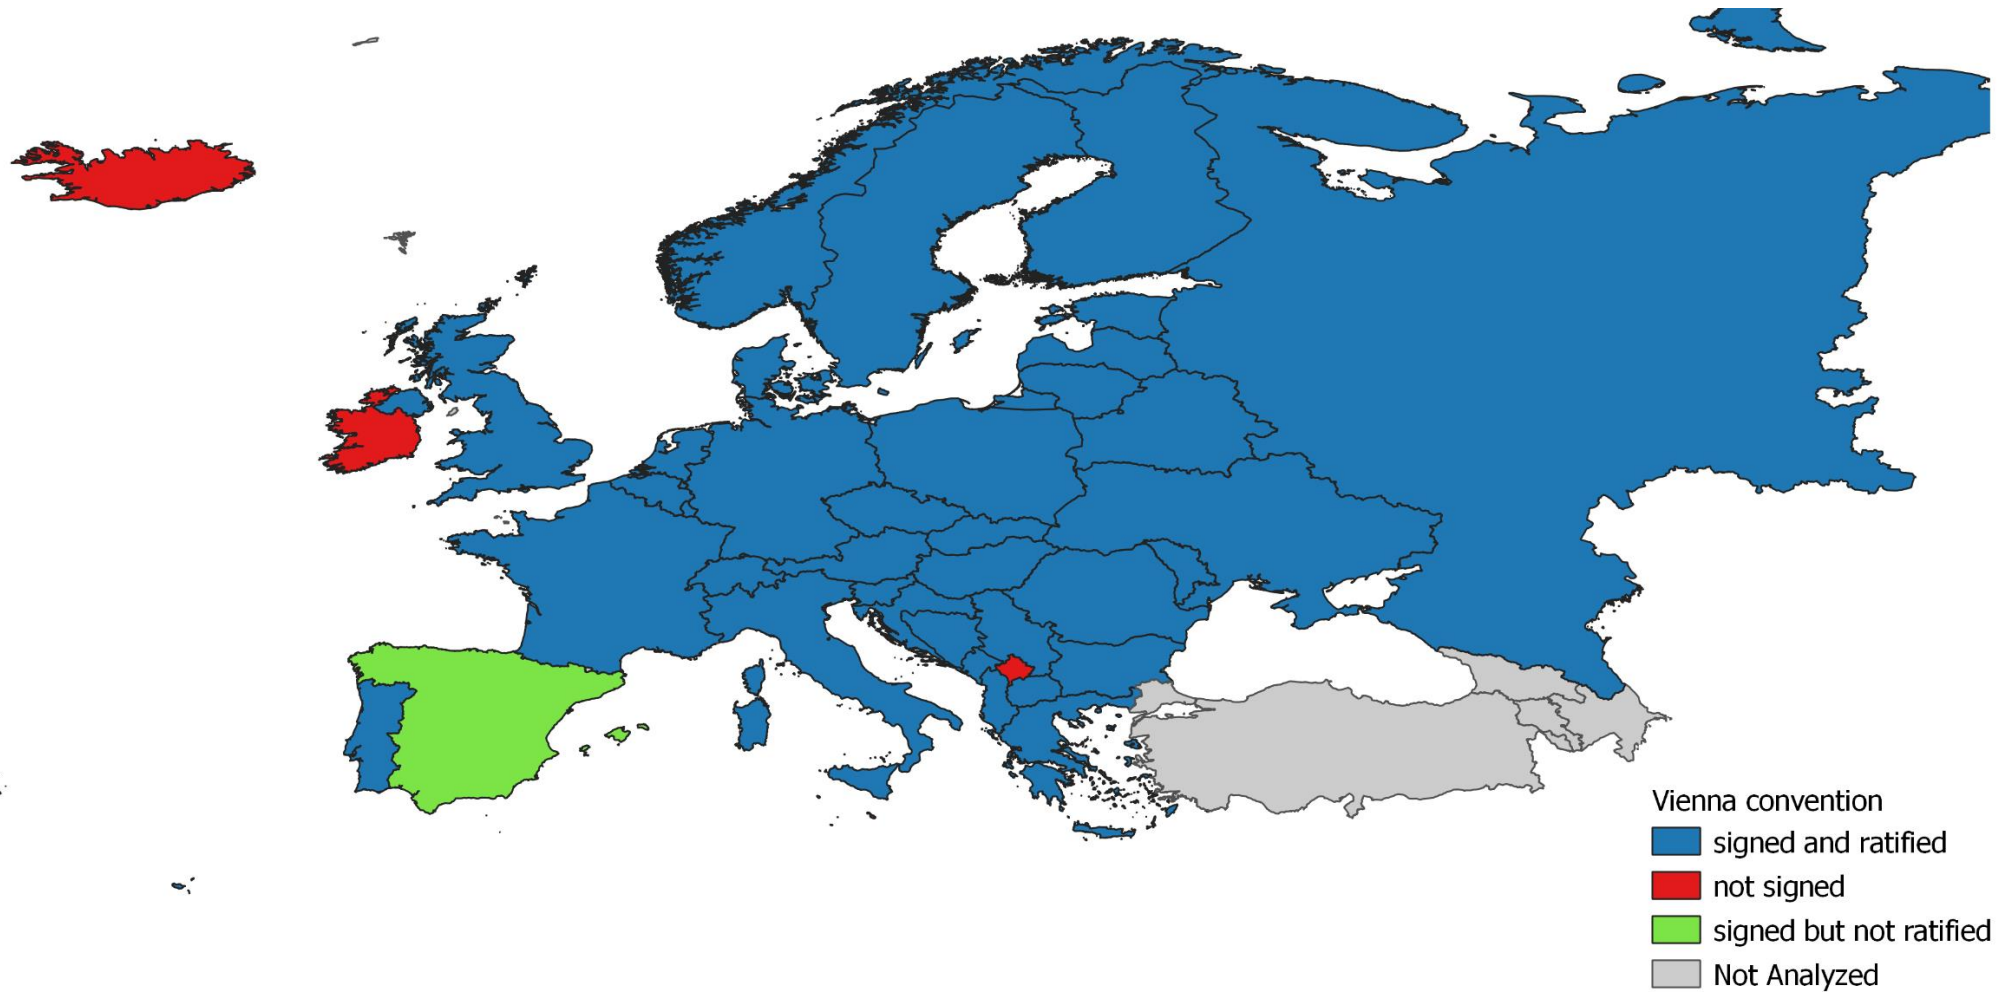 Vienna convention
signed and ratified
not signed
signed but not ratified
Not Analyzed